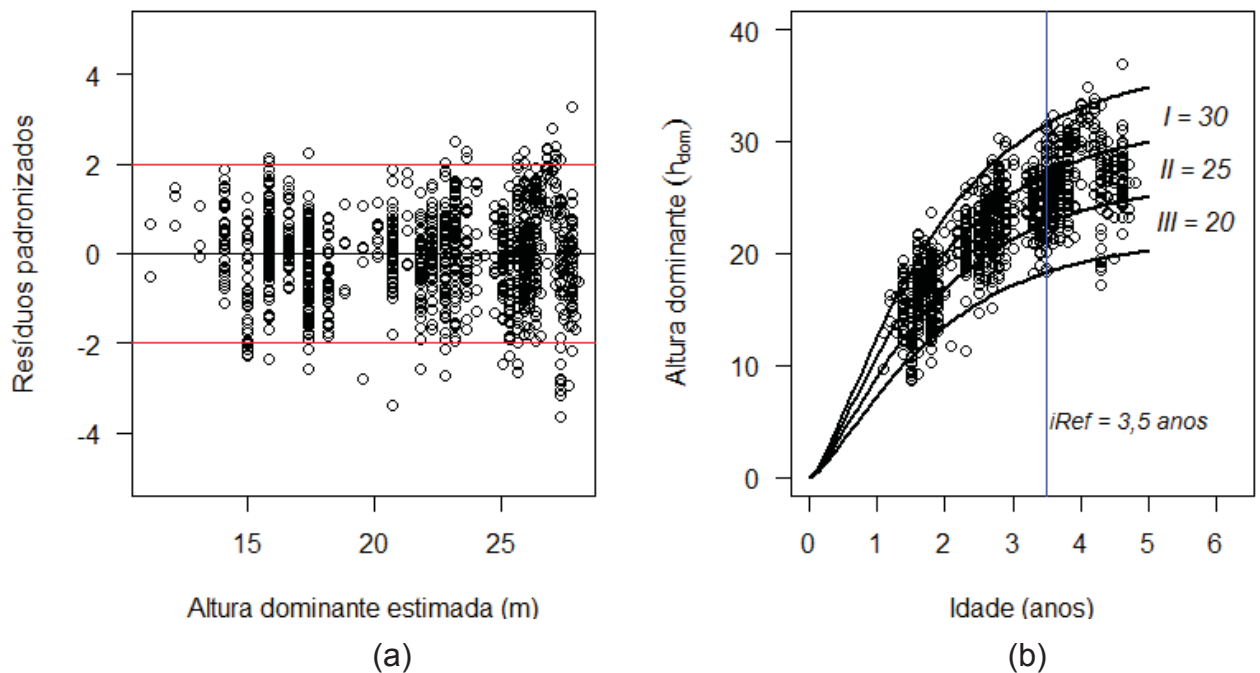 Resíduos padronizados
4
2
0
-2
-4
15
20
25
Altura dominante estimada (m)
(a)
Altura dominante (hdom)
40
30
20
10
0
I = 30
II = 25
III = 20
iRef = 3,5 anos
0
1
2
3
4
5
6
Idade (anos)
(b)